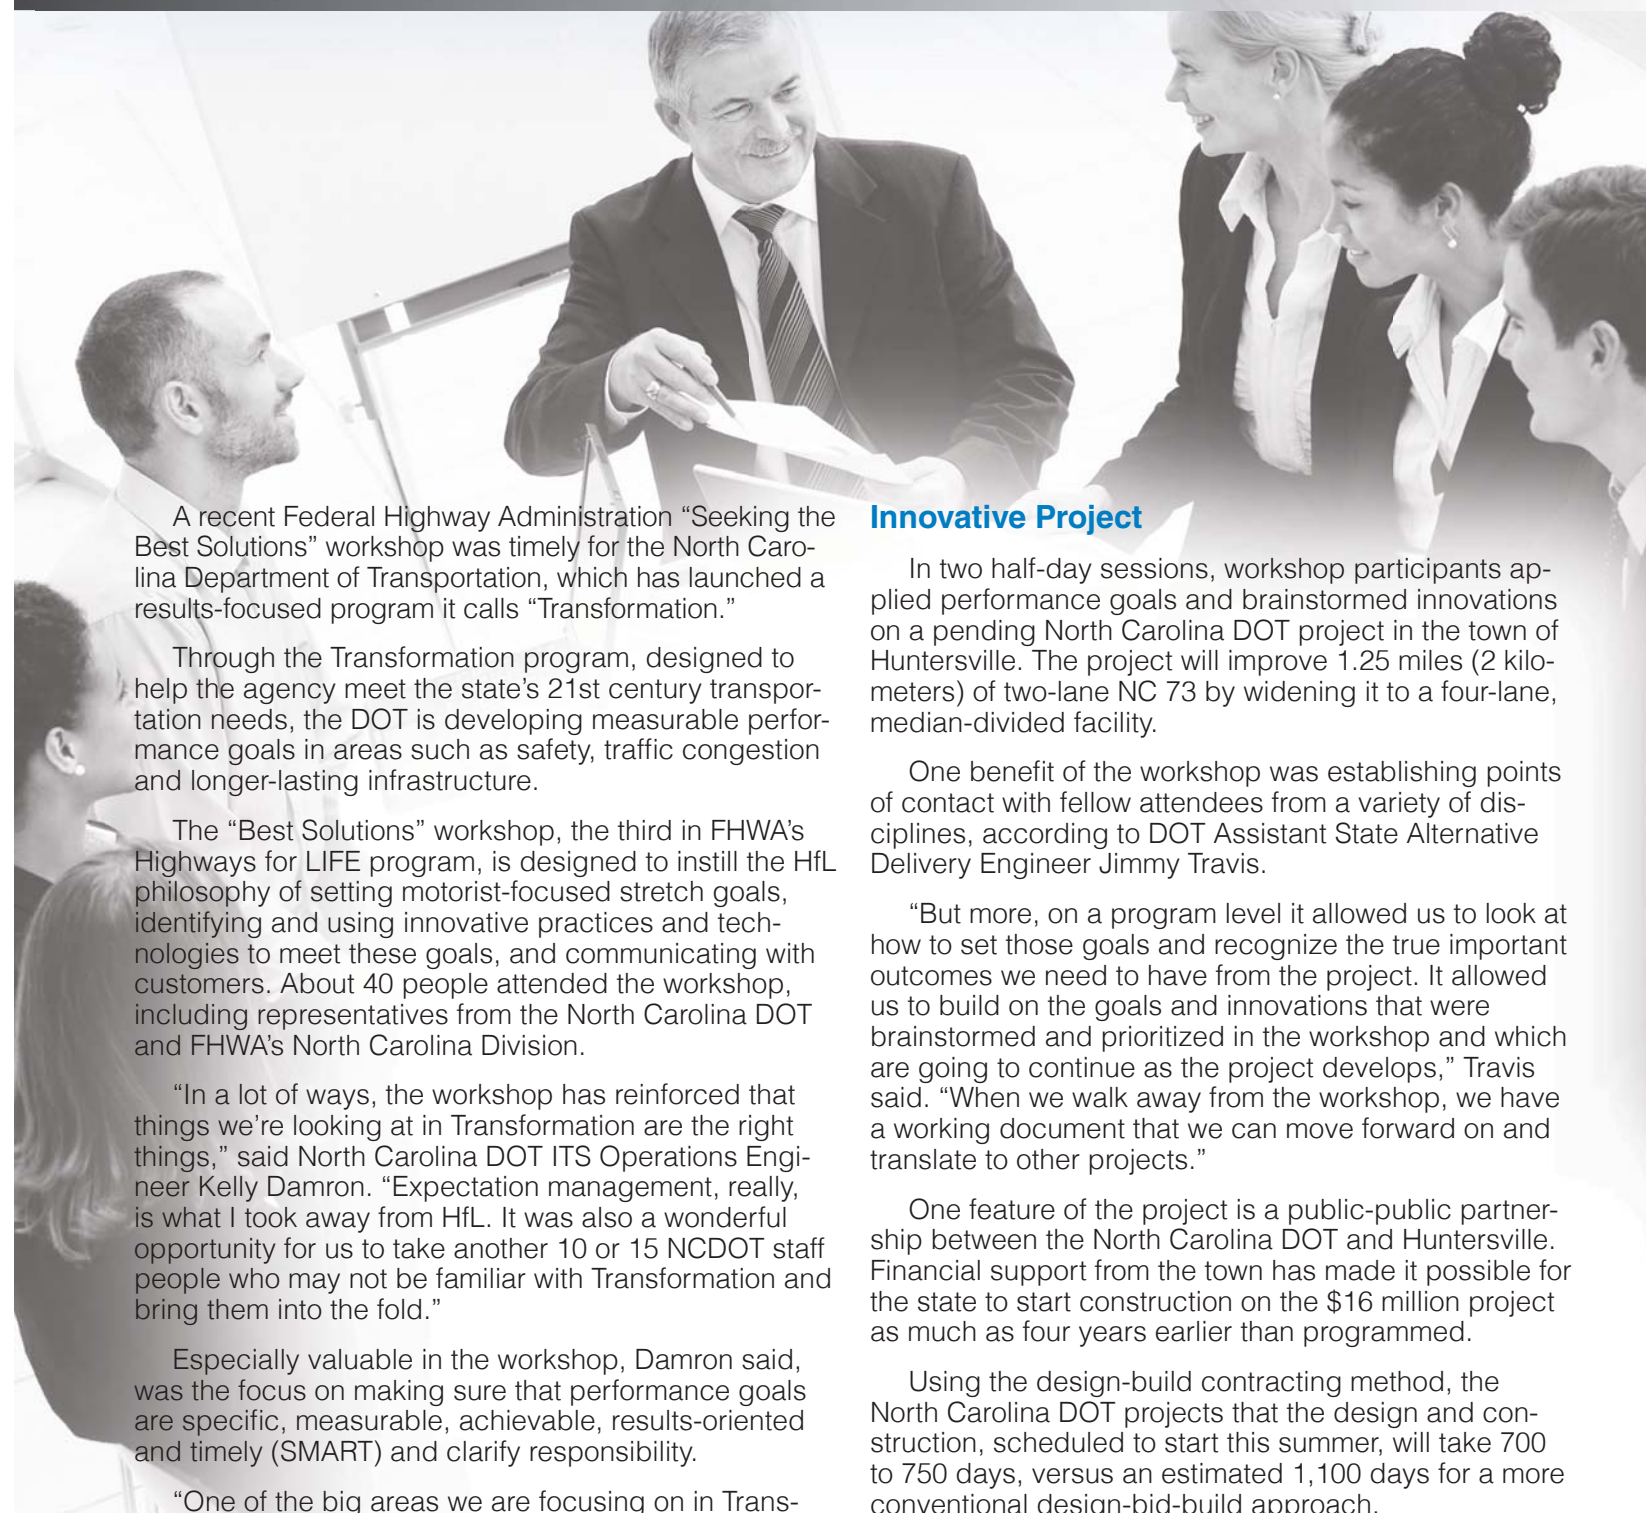 A recent Federal Highway Administration “Seeking the
Best Solutions” workshop was timely for the North Caro-
lina Department of Transportation, which has launched a
results-focused program it calls “Transformation.”
Through the Transformation program, designed to
help the agency meet the state’s 21st century transpor-
tation needs, the DOT is developing measurable perfor-
mance goals in areas such as safety, traffic congestion
and longer-lasting infrastructure.
The “Best Solutions” workshop, the third in FHWA’s
Highways for LIFE program, is designed to instill the HfL
philosophy of setting motorist-focused stretch goals,
identifying and using innovative practices and tech-
nologies to meet these goals, and communicating with
customers. About 40 people attended the workshop,
including representatives from the North Carolina DOT
and FHWA’s North Carolina Division.
“In a lot of ways, the workshop has reinforced that
things we’re looking at in Transformation are the right
things,” said North Carolina DOT ITS Operations Engi-
neer Kelly Damron. “Expectation management, really,
is what I took away from HfL. It was also a wonderful
opportunity for us to take another 10 or 15 NCDOT staff
people who may not be familiar with Transformation and
bring them into the fold.”
Especially valuable in the workshop, Damron said,
was the focus on making sure that performance goals
are specific, measurable, achievable, results-oriented
and timely (SMART) and clarify responsibility.
“One of the big areas we are focusing on in Trans-
Innovative Project
In two half-day sessions, workshop participants ap-
plied performance goals and brainstormed innovations
on a pending North Carolina DOT project in the town of
Huntersville. The project will improve 1.25 miles (2 kilo-
meters) of two-lane NC 73 by widening it to a four-lane,
median-divided facility.
One benefit of the workshop was establishing points
of contact with fellow attendees from a variety of dis-
ciplines, according to DOT Assistant State Alternative
Delivery Engineer Jimmy Travis.
“But more, on a program level it allowed us to look at
how to set those goals and recognize the true important
outcomes we need to have from the project. It allowed
us to build on the goals and innovations that were
brainstormed and prioritized in the workshop and which
are going to continue as the project develops,” Travis
said. “When we walk away from the workshop, we have
a working document that we can move forward on and
translate to other projects.”
One feature of the project is a public-public partner-
ship between the North Carolina DOT and Huntersville.
Financial support from the town has made it possible for
the state to start construction on the $16 million project
as much as four years earlier than programmed.
Using the design-build contracting method, the
North Carolina DOT projects that the design and con-
struction, scheduled to start this summer, will take 700
to 750 days, versus an estimated 1,100 days for a more
conventional design-bid-build approach.